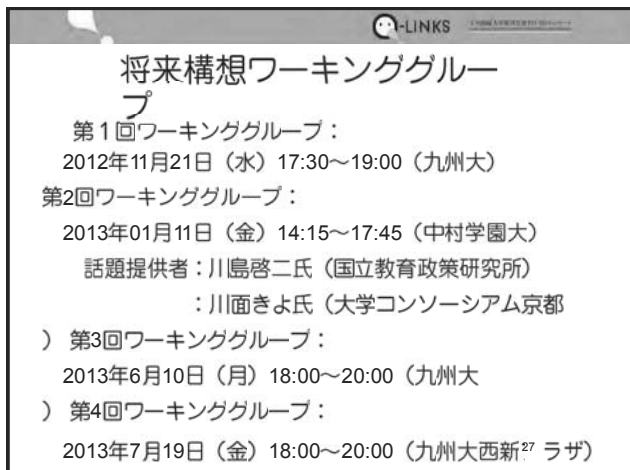 Q-LINKS
将来構想ワーキンググルー
プ
第1回ワーキンググループ：
2012年11月21日（水）17:30～19:00（九州大）
第2回ワーキンググループ：
2013年01月11日（金）14:15～17:45（中村学園大）
話題提供者：川島啓二氏（国立教育政策研究所）
：川面きよ氏（大学コンソーシアム京都
） 第3回ワーキンググループ：
2013年6月10日（月）18:00～20:00（九州大
） 第4回ワーキンググループ：
2013年7月19日（金）18:00～20:00（九州大西新27 ラザ）